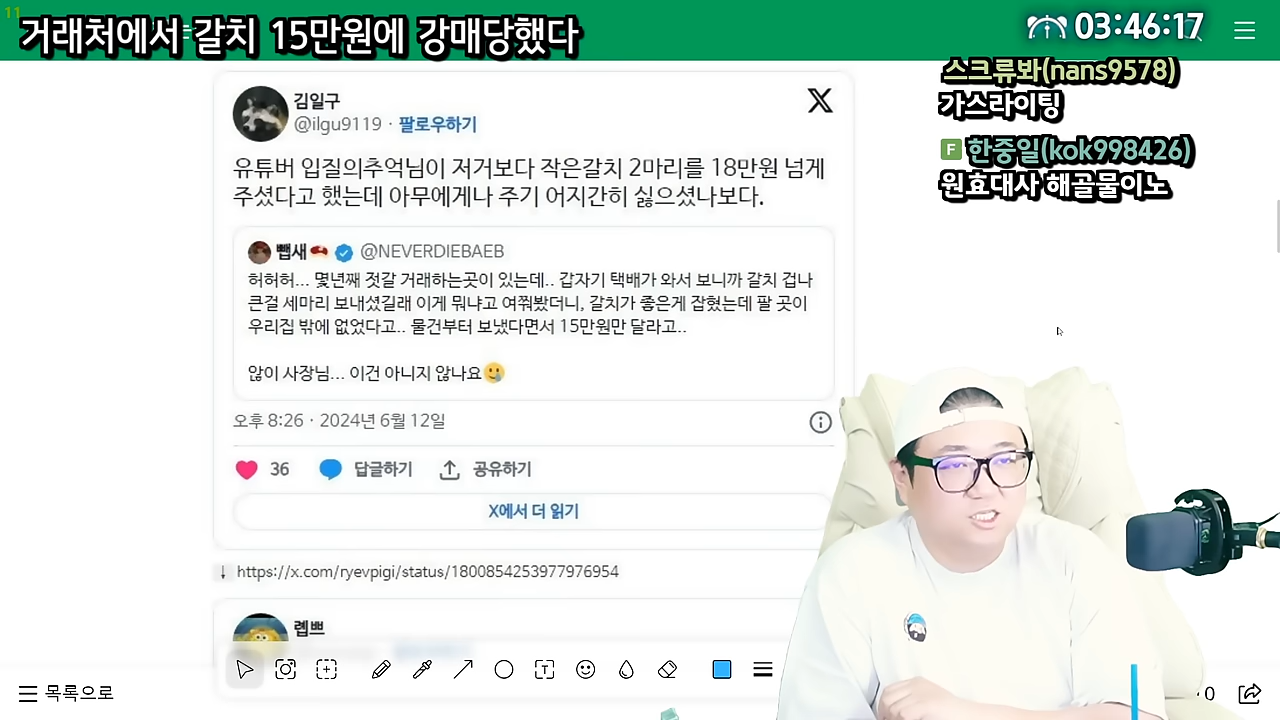 11
거래처에서 갈치 15만원에 강매당했다
03:46:17
스크류봐(nans9578)
가스라이팅
F 한중일(kok998426)
원효대사 해골물이노
김일구
@ilgu9119 · 팔로우하기
유튜버 입질의추억님이 저거보다 작은갈치 2마리를 18만원 넘게
주셨다고 했는데 아무에게나 주기 어지간히 싫으셨나보다.
뺍새 @NEVERDIEBAEB
허허허... 몇년째 젓갈 거래하는곳이 있는데.. 갑자기 택배가 와서 보니까 갈치 겁나
큰걸 세마리 보내셨길래 이게 뭐냐고 여쭤봤더니, 갈치가 좋은게 잡혔는데 팔 곳이
우리집 밖에 없었다고.. 물건부터 보냈다면서 15만원만 달라고..
않이 사장님... 이건 아니지 않나요
오후 8:26 · 2024년 6월 12일
36 답글하기 공유하기
X에서 더 읽기
↓ https://x.com/ryevpigi/status/1800854253977976954
렙쁘
목록으로
0